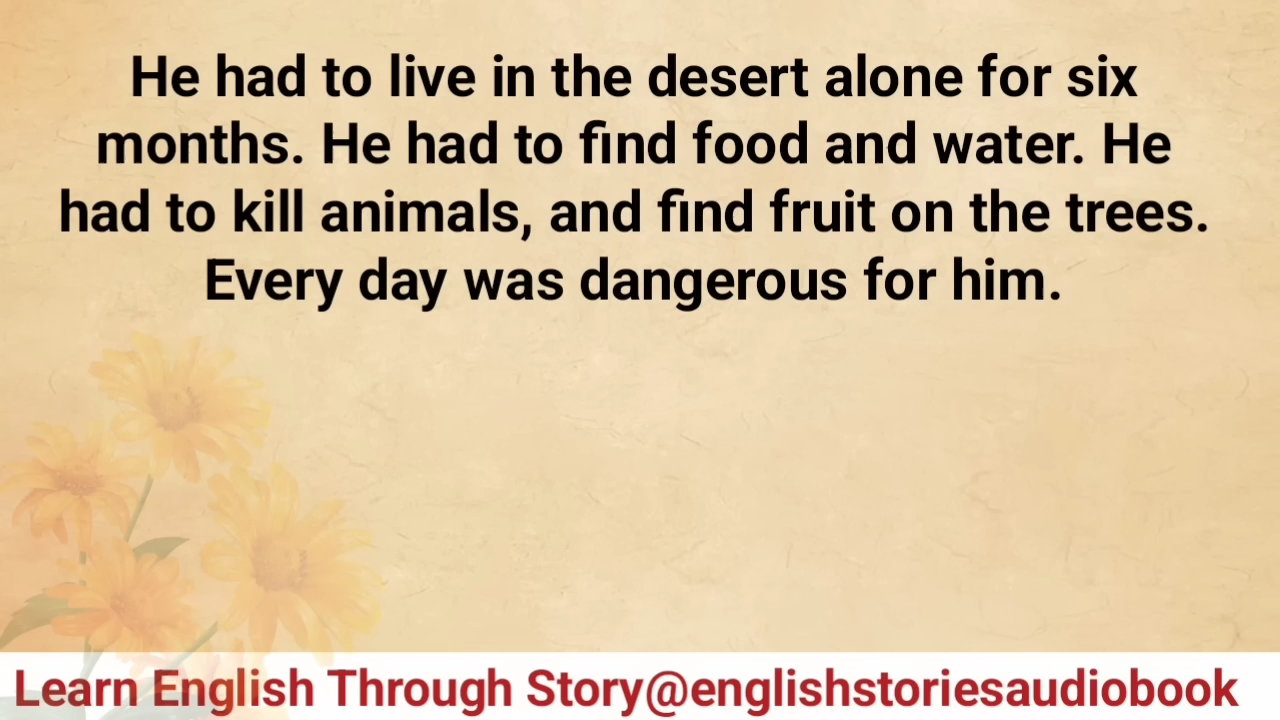 He had to live in the desert alone for six
months. He had to find food and water. He
had to kill animals, and find fruit on the trees.
Every day was dangerous for him.
Learn English Through Story@englishstoriesaudiobook